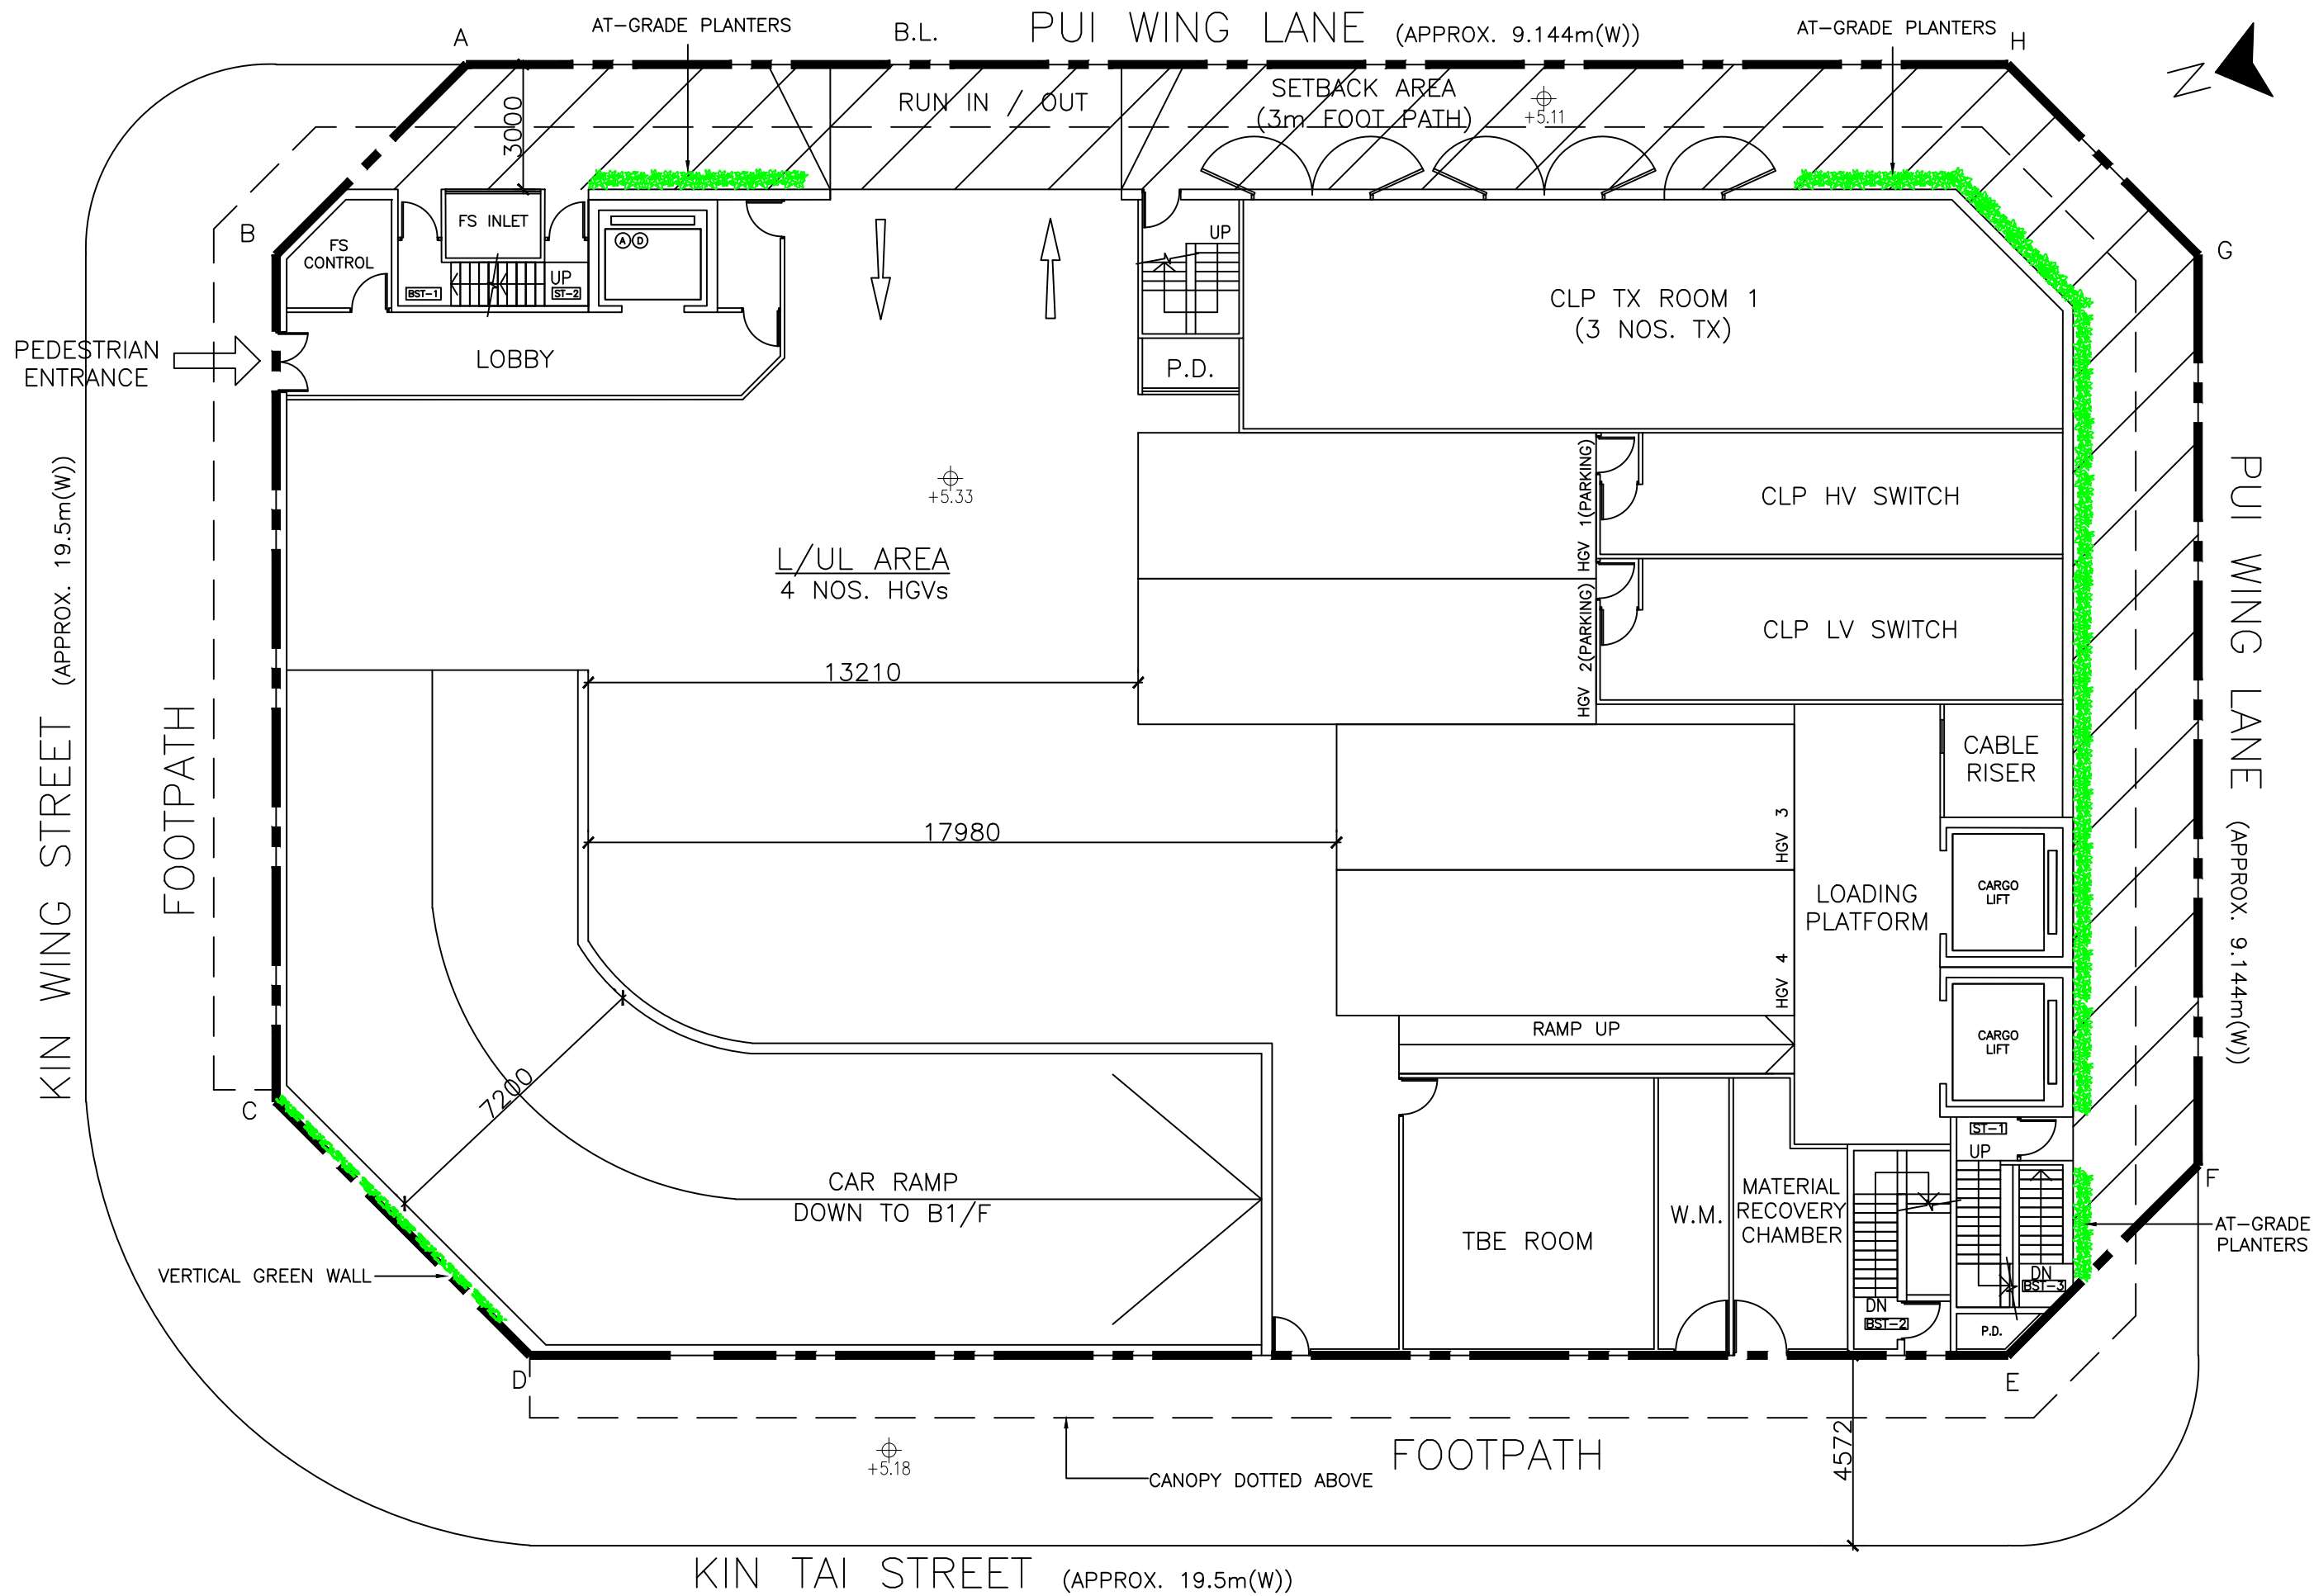 AT-GRADE PLANTERS
B.L.
PUI WING LANE (APPROX. 9.144m(W))
AT-GRADE PLANTERS
A
H
N
3000
RUN IN / OUT
SETBACK AREA
(3m FOOT PATH)
+5.11
B
G
FS
CONTROL
FS INLET
BST-1
UP
ST-2
A D
UP
CLP TX ROOM 1
(3 NOS. TX)
PEDESTRIAN
ENTRANCE
LOBBY
P.D.
KIN WING STREET (APPROX. 19.5m(W))
FOOTPATH
+5.33
L/UL AREA
4 NOS. HGVs
HGV 1(PARKING)
CLP HV SWITCH
HGV 2(PARKING)
CLP LV SWITCH
PUI WING LANE (APPROX. 9.144m(W))
13210
CABLE
RISER
17980
HGV 3
HGV 4
LOADING
PLATFORM
CARGO
LIFT
CARGO
LIFT
RAMP UP
7200
C
CAR RAMP
DOWN TO B1/F
TBE ROOM
W.M.
MATERIAL
RECOVERY
CHAMBER
ST-1
UP
F
AT-GRADE
PLANTERS
VERTICAL GREEN WALL
DN
BST-3
DN
BST-2
P.D.
D
E
4572
+5.18
FOOTPATH
CANOPY DOTTED ABOVE
KIN TAI STREET (APPROX. 19.5m(W))